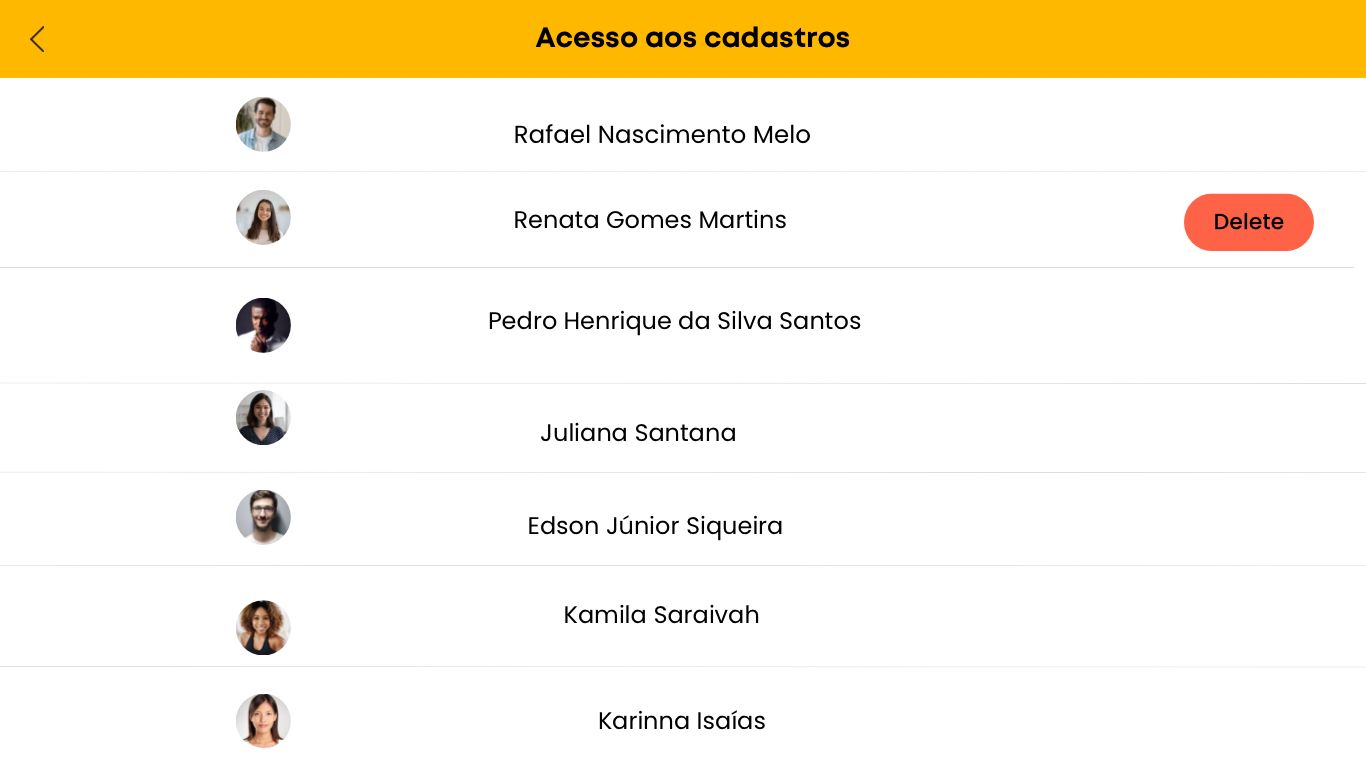 Acesso aos cadastros
Rafael Nascimento Melo
Renata Gomes Martins
Delete
Pedro Henrique da Silva Santos
Juliana Santana
Edson Júnior Siqueira
Kamila Saraivah
Karinna Isaías